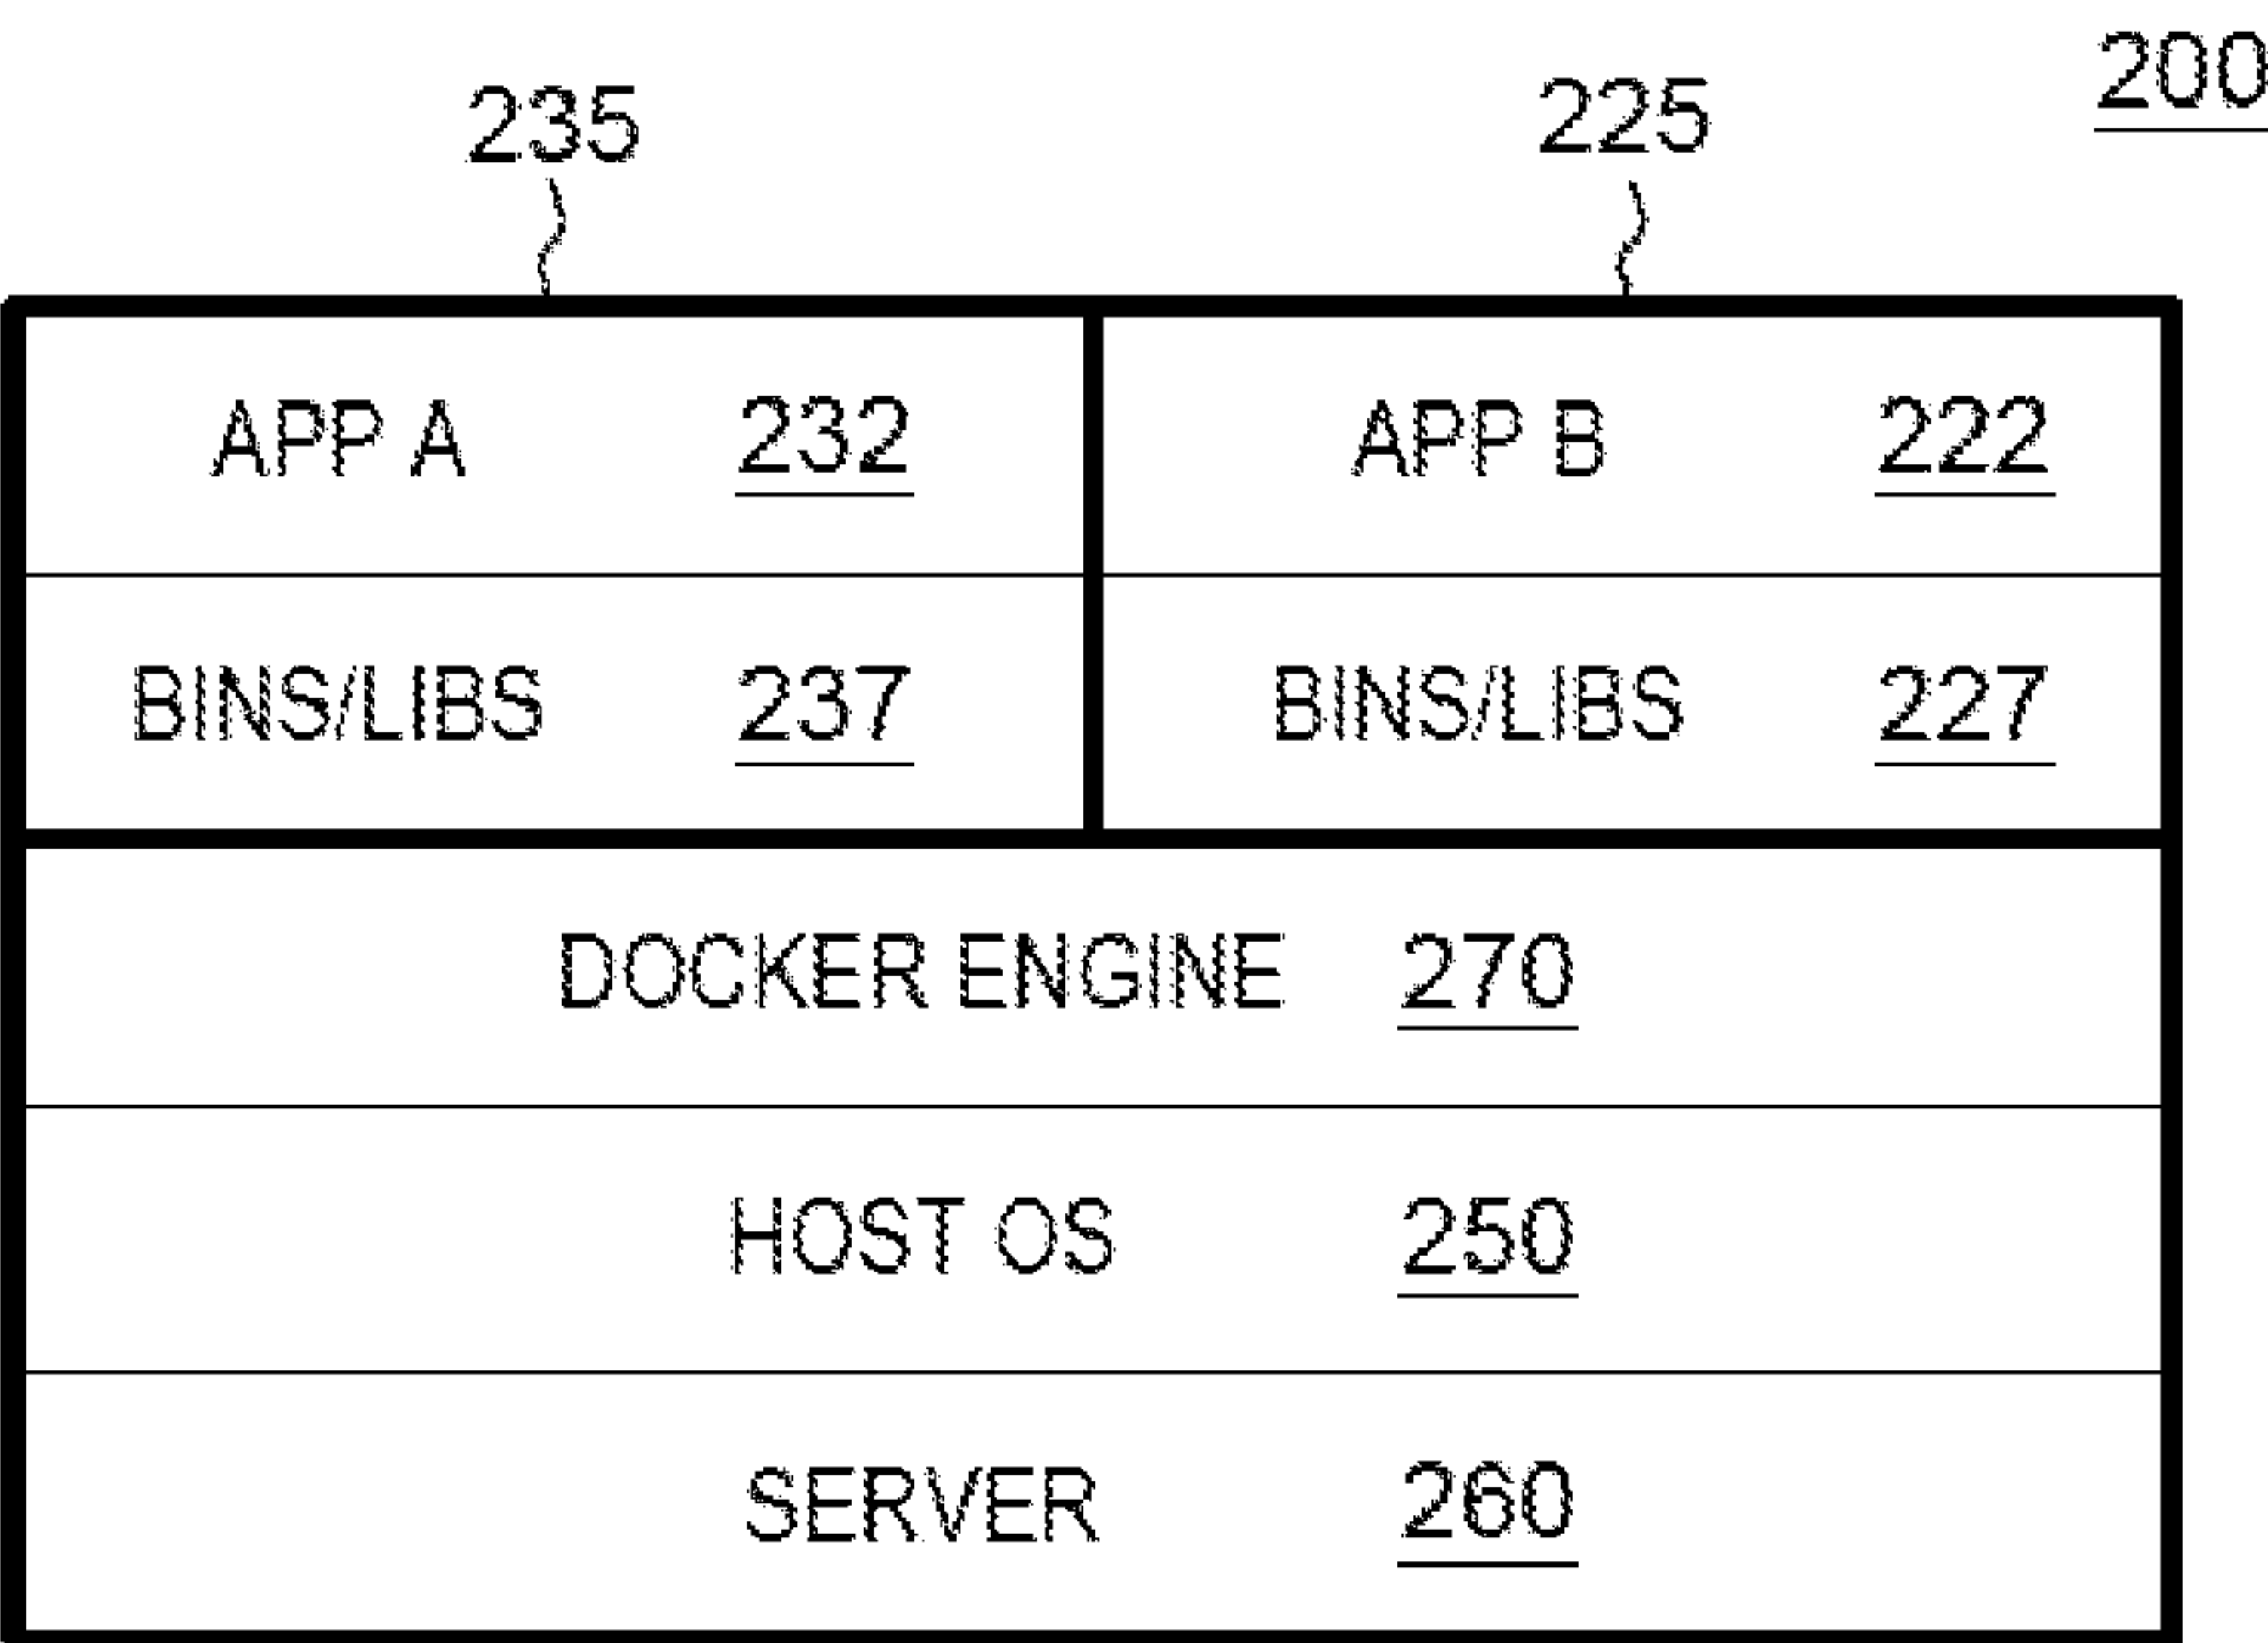 200
235 225
APP A 232 APP B 222
BINS/LIBS 237 BINS/LIBS 227
DOCKER ENGINE 270
HOST OS 250
SERVER 260